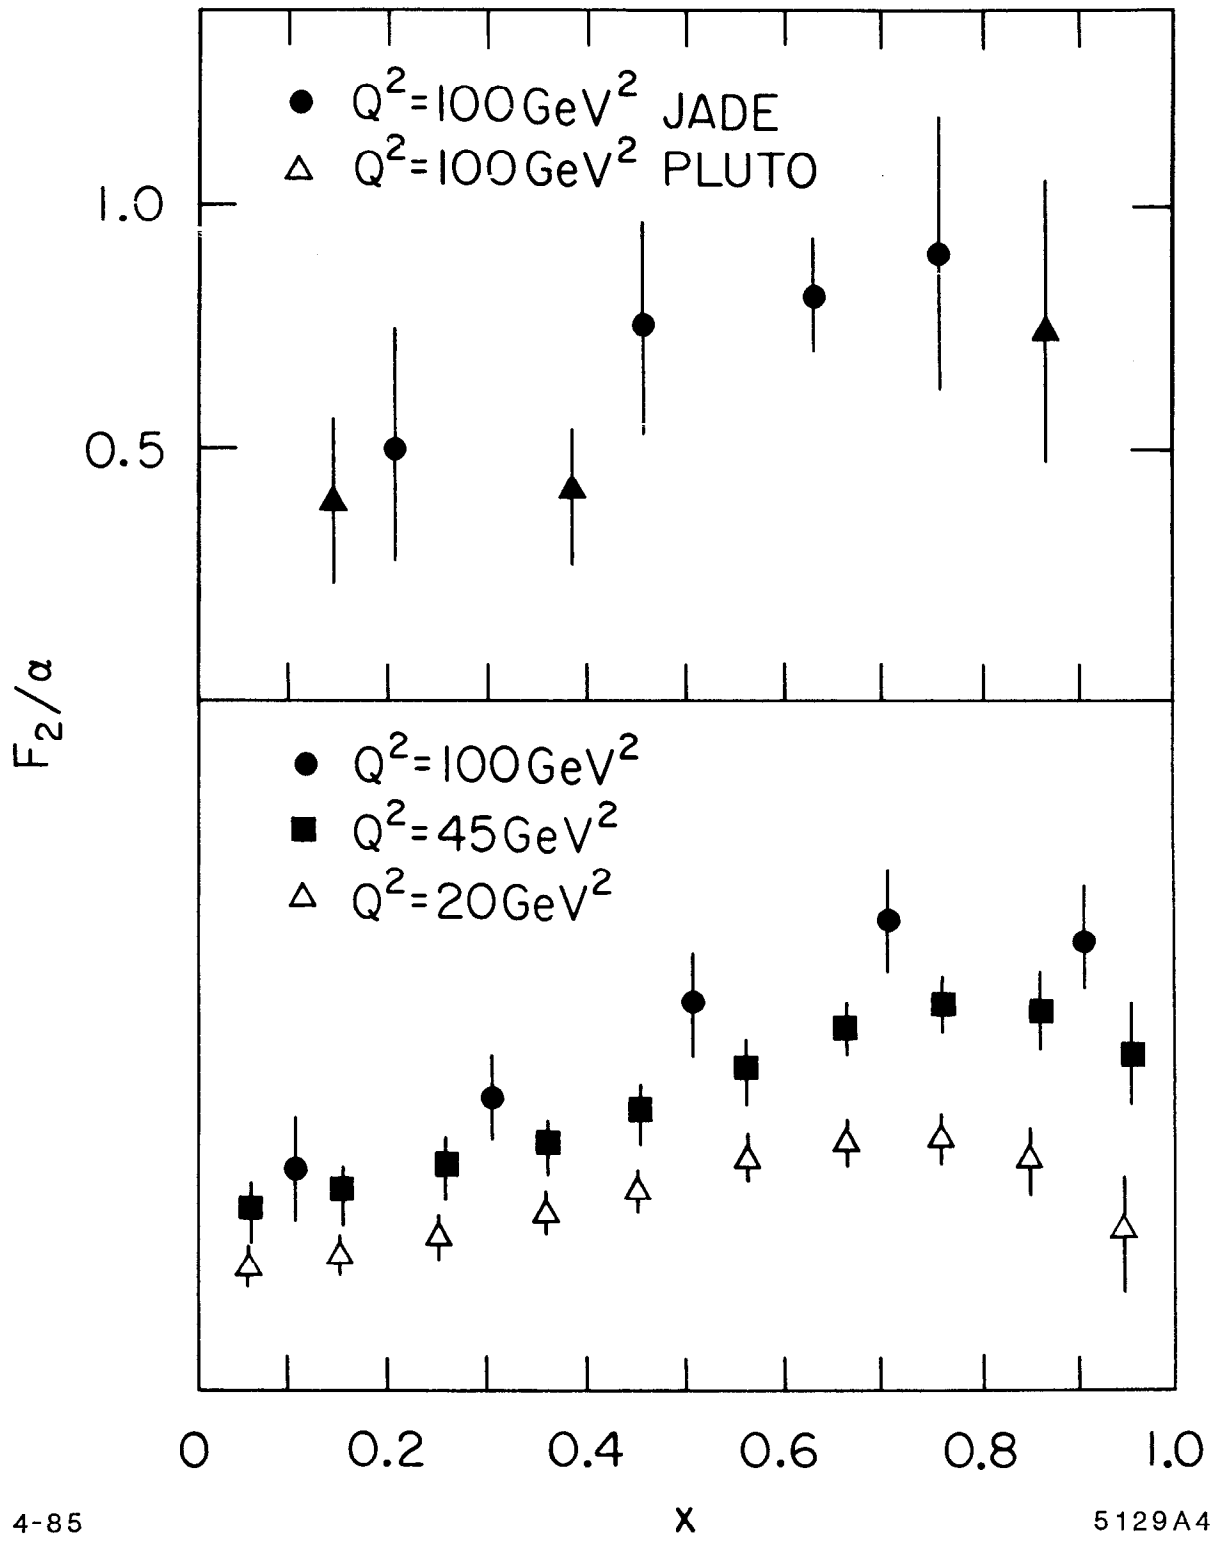 Q²=100GeV² JADE
Q²=100GeV² PLUTO
1.0
0.5
F₂/α
Q²=100GeV²
Q²=45GeV²
Q²=20GeV²
0 0.2 0.4 0.6 0.8 1.0
x
4-85 5129A4